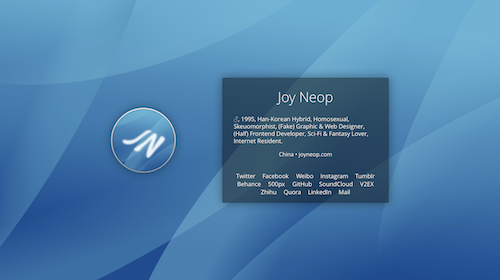 JN
Joy Neop
♂, 1995, Han-Korean Hybrid, Homosexual,
Skeuomorphist, (Fake) Graphic & Web Designer,
(Half) Frontend Developer, Sci-Fi & Fantasy Lover,
Internet Resident.
China • joyneop.com
Twitter Facebook Weibo Instagram Tumblr
Behance 500px GitHub SoundCloud V2EX
Zhihu Quora LinkedIn Mail